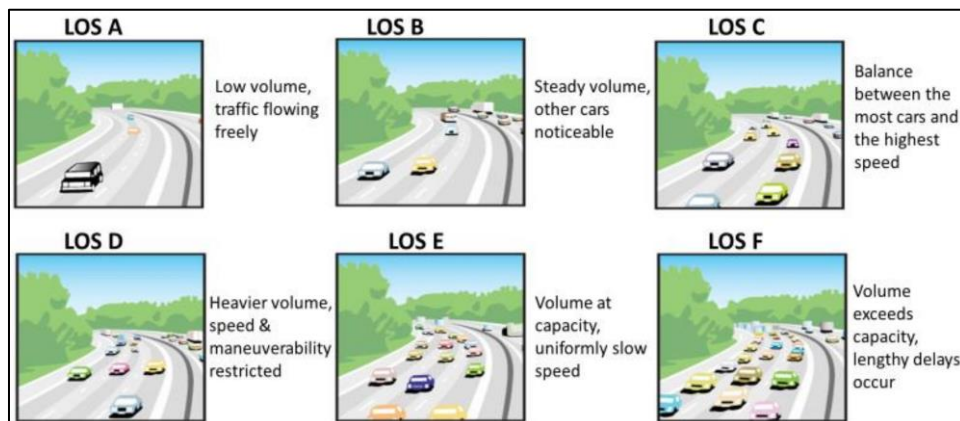 LOS A
Low volume,
traffic flowing
freely
LOS B
Steady volume,
other cars
noticeable
LOS C
Balance
between the
most cars and
the highest
speed
LOS D
Heavier volume,
speed &
maneuverability
restricted
LOS E
Volume at
capacity,
uniformly slow
speed
LOS F
Volume
exceeds
capacity,
lengthy delays
occur